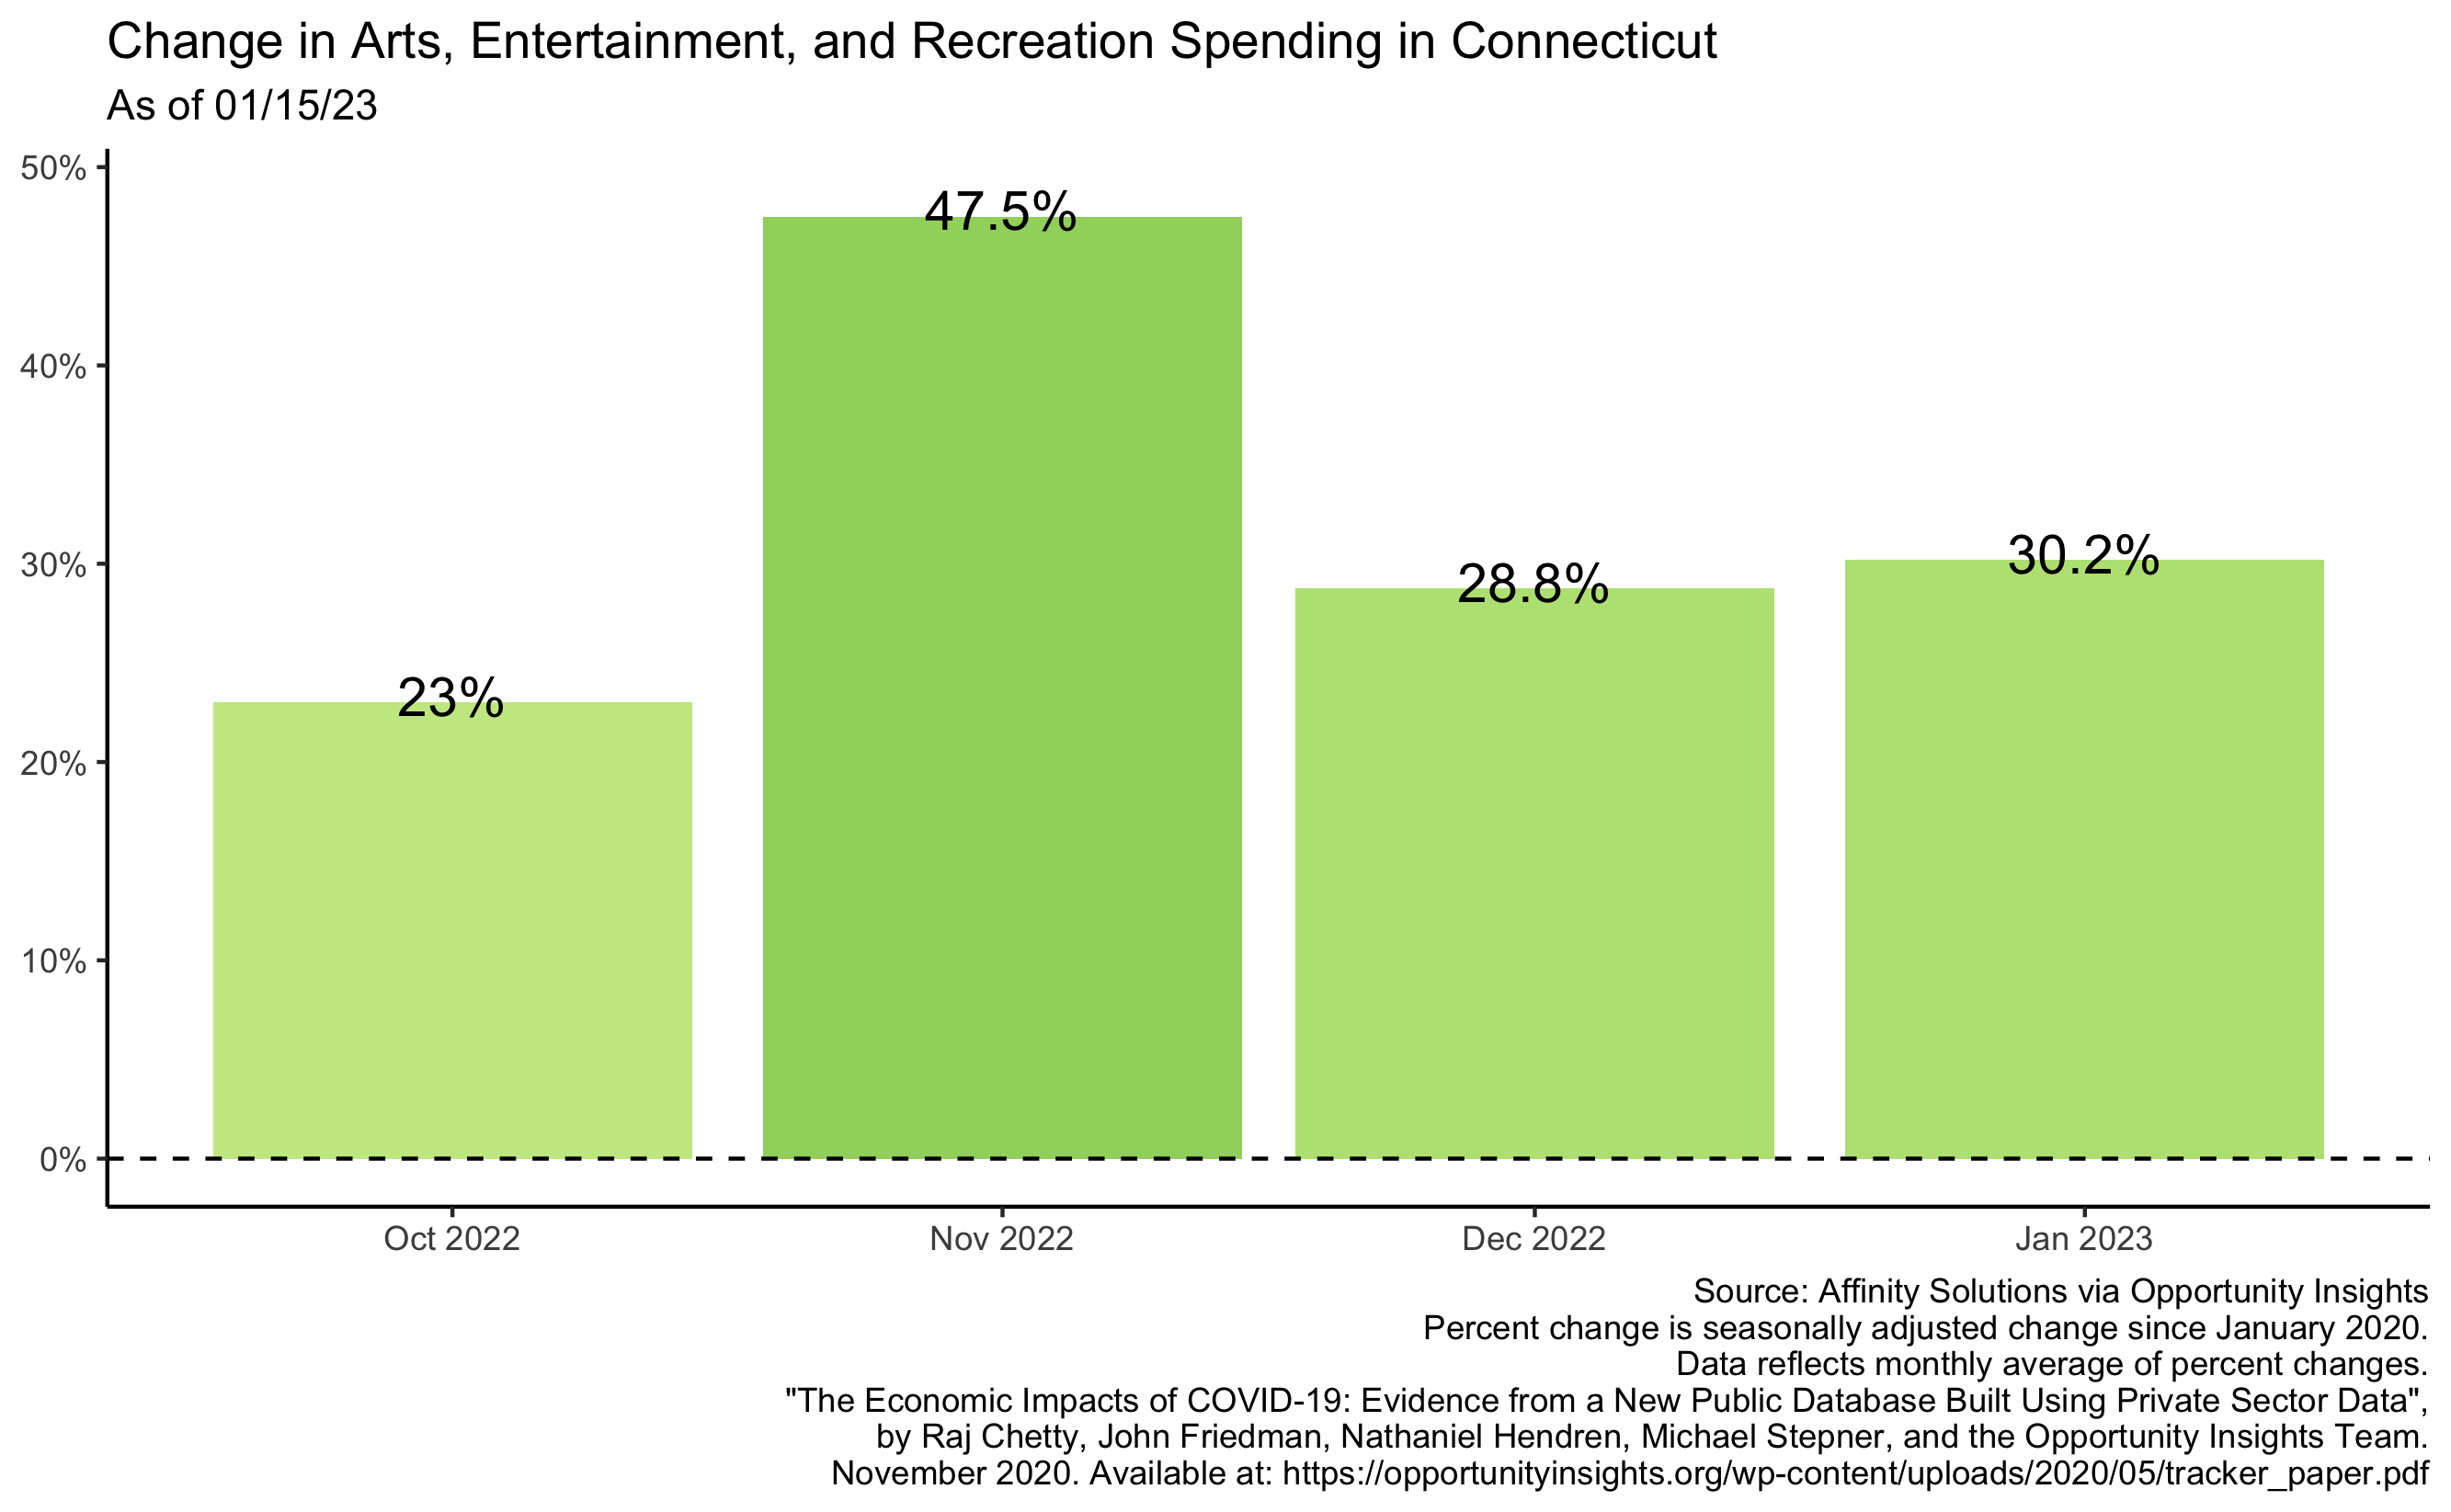 Change in Arts, Entertainment, and Recreation Spending in Connecticut
As of 01/15/23
50%
40%
30%
20%
10%
0%
23%
47.5%
28.8%
30.2%
Oct 2022
Nov 2022
Dec 2022
Jan 2023
Source: Affinity Solutions via Opportunity Insights
Percent change is seasonally adjusted change since January 2020.
Data reflects monthly average of percent changes.
"The Economic Impacts of COVID-19: Evidence from a New Public Database Built Using Private Sector Data",
by Raj Chetty, John Friedman, Nathaniel Hendren, Michael Stepner, and the Opportunity Insights Team.
November 2020. Available at: https://opportunityinsights.org/wp-content/uploads/2020/05/tracker_paper.pdf